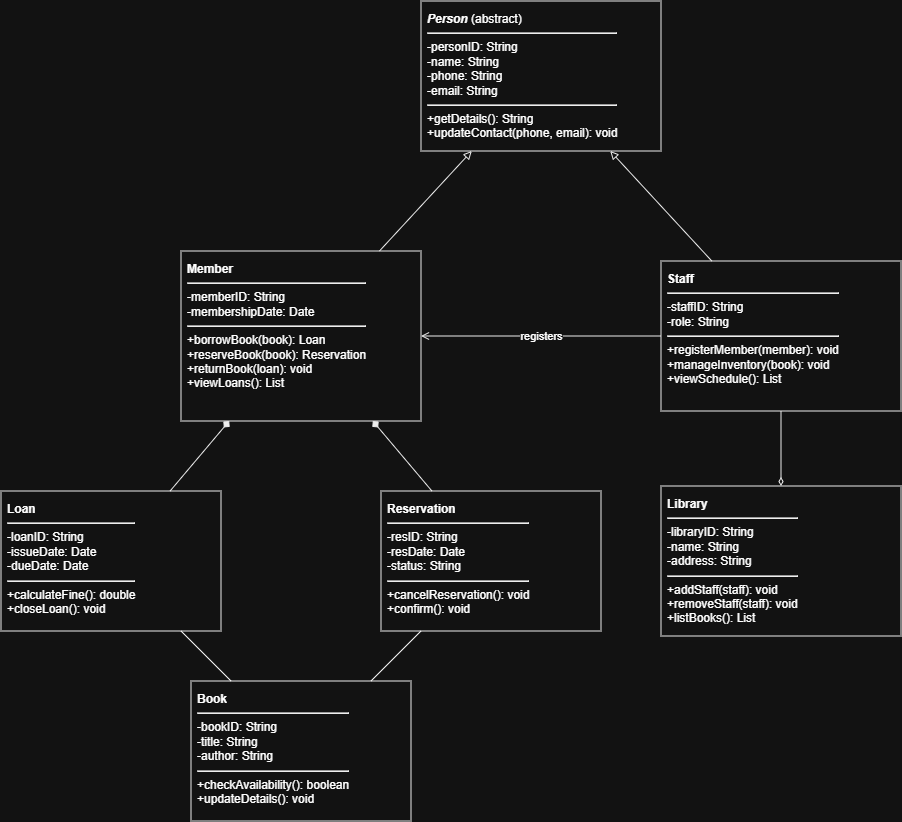 Person (abstract)
-personID: String
-name: String
-phone: String
-email: String
+getDetails(): String
+updateContact(phone, email): void
Member
-memberID: String
-membershipDate: Date
+borrowBook(book): Loan
+reserveBook(book): Reservation
+returnBook(loan): void
+viewLoans(): List
registers
Staff
-staffID: String
-role: String
+registerMember(member): void
+manageInventory(book): void
+viewSchedule(): List
Loan
-loanID: String
-issueDate: Date
-dueDate: Date
+calculateFine(): double
+closeLoan(): void
Reservation
-resID: String
-resDate: Date
-status: String
+cancelReservation(): void
+confirm(): void
Library
-libraryID: String
-name: String
-address: String
+addStaff(staff): void
+removeStaff(staff): void
+listBooks(): List
Book
-bookID: String
-title: String
-author: String
+checkAvailability(): boolean
+updateDetails(): void